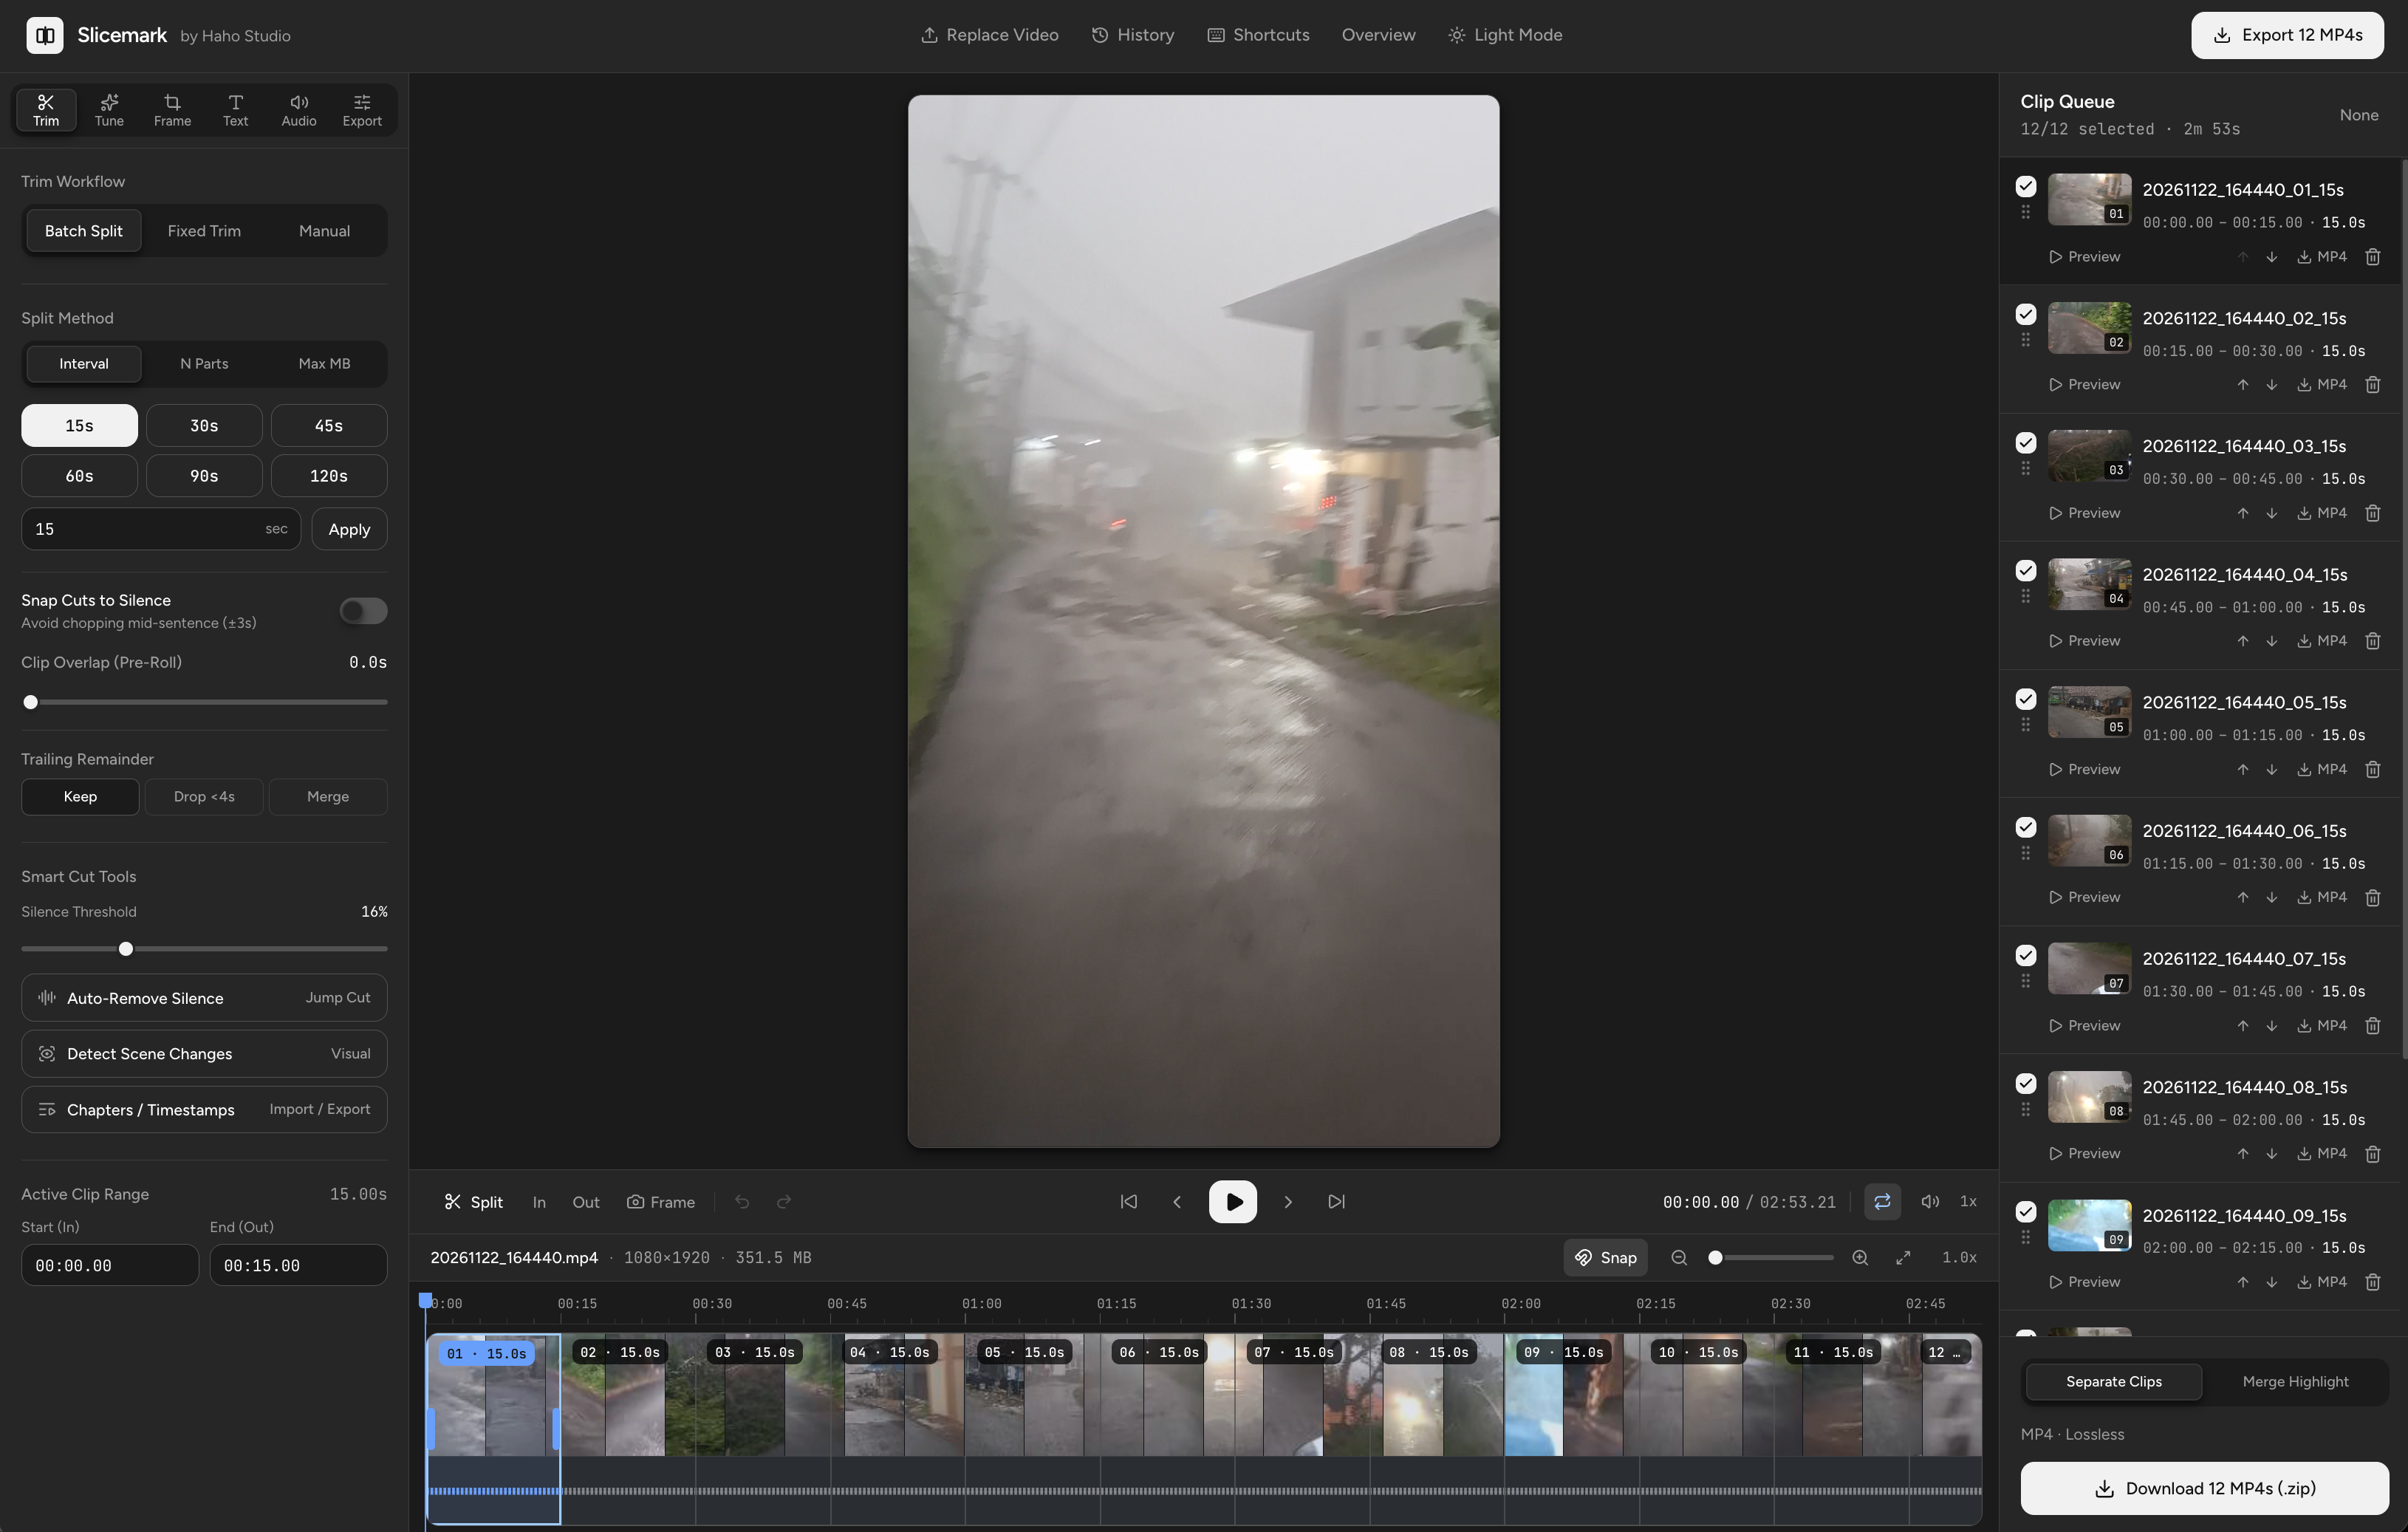 Slicemark by Haho Studio
Replace Video
History
Shortcuts
Overview
Light Mode
Export 12 MP4s
Trim
Tune
Frame
Text
Audio
Export
Trim Workflow
Batch Split
Fixed Trim
Manual
Split Method
Interval
N Parts
Max MB
15s
30s
45s
60s
90s
120s
15 sec
Apply
Snap Cuts to Silence
Avoid chopping mid-sentence (±3s)
Clip Overlap (Pre-Roll) 0.0s
Trailing Remainder
Keep
Drop <4s
Merge
Smart Cut Tools
Silence Threshold 16%
Auto-Remove Silence Jump Cut
Detect Scene Changes Visual
Chapters / Timestamps Import / Export
Active Clip Range 15.00s
Start (In)
End (Out)
00:00.00
00:15.00
Split
In
Out
Frame
00:00.00 / 02:53.21
1x
20261122_164440.mp4 · 1080×1920 · 351.5 MB
Snap
1.0x
0:00
00:15
00:30
00:45
01:00
01:15
01:30
01:45
02:00
02:15
02:30
02:45
01 · 15.0s
02 · 15.0s
03 · 15.0s
04 · 15.0s
05 · 15.0s
06 · 15.0s
07 · 15.0s
08 · 15.0s
09 · 15.0s
10 · 15.0s
11 · 15.0s
12 …
Clip Queue
12/12 selected · 2m 53s
None
01
20261122_164440_01_15s
00:00.00 – 00:15.00 · 15.0s
Preview
MP4
02
20261122_164440_02_15s
00:15.00 – 00:30.00 · 15.0s
Preview
MP4
03
20261122_164440_03_15s
00:30.00 – 00:45.00 · 15.0s
Preview
MP4
04
20261122_164440_04_15s
00:45.00 – 01:00.00 · 15.0s
Preview
MP4
05
20261122_164440_05_15s
01:00.00 – 01:15.00 · 15.0s
Preview
MP4
06
20261122_164440_06_15s
01:15.00 – 01:30.00 · 15.0s
Preview
MP4
07
20261122_164440_07_15s
01:30.00 – 01:45.00 · 15.0s
Preview
MP4
08
20261122_164440_08_15s
01:45.00 – 02:00.00 · 15.0s
Preview
MP4
09
20261122_164440_09_15s
02:00.00 – 02:15.00 · 15.0s
Preview
MP4
Separate Clips
Merge Highlight
MP4 · Lossless
Download 12 MP4s (.zip)